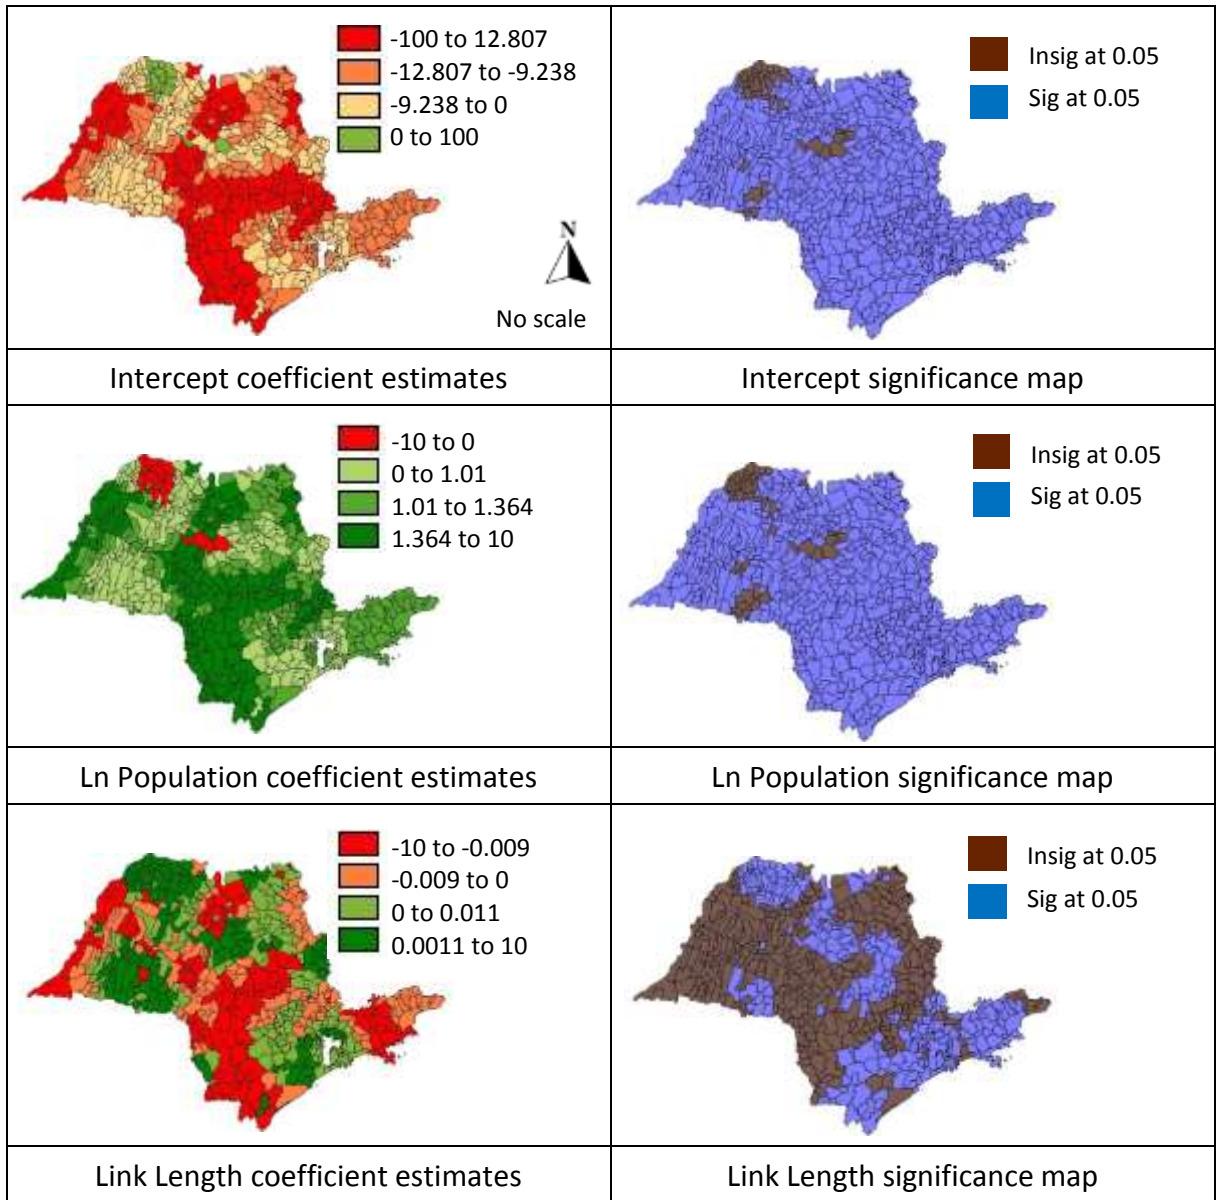 -100 to 12.807
-12.807 to -9.238
-9.238 to 0
0 to 100
N
No scale
Insig at 0.05
Sig at 0.05
Intercept coefficient estimates
Intercept significance map
-10 to 0
0 to 1.01
1.01 to 1.364
1.364 to 10
Insig at 0.05
Sig at 0.05
Ln Population coefficient estimates
Ln Population significance map
-10 to -0.009
-0.009 to 0
0 to 0.011
0.0011 to 10
Insig at 0.05
Sig at 0.05
Link Length coefficient estimates
Link Length significance map